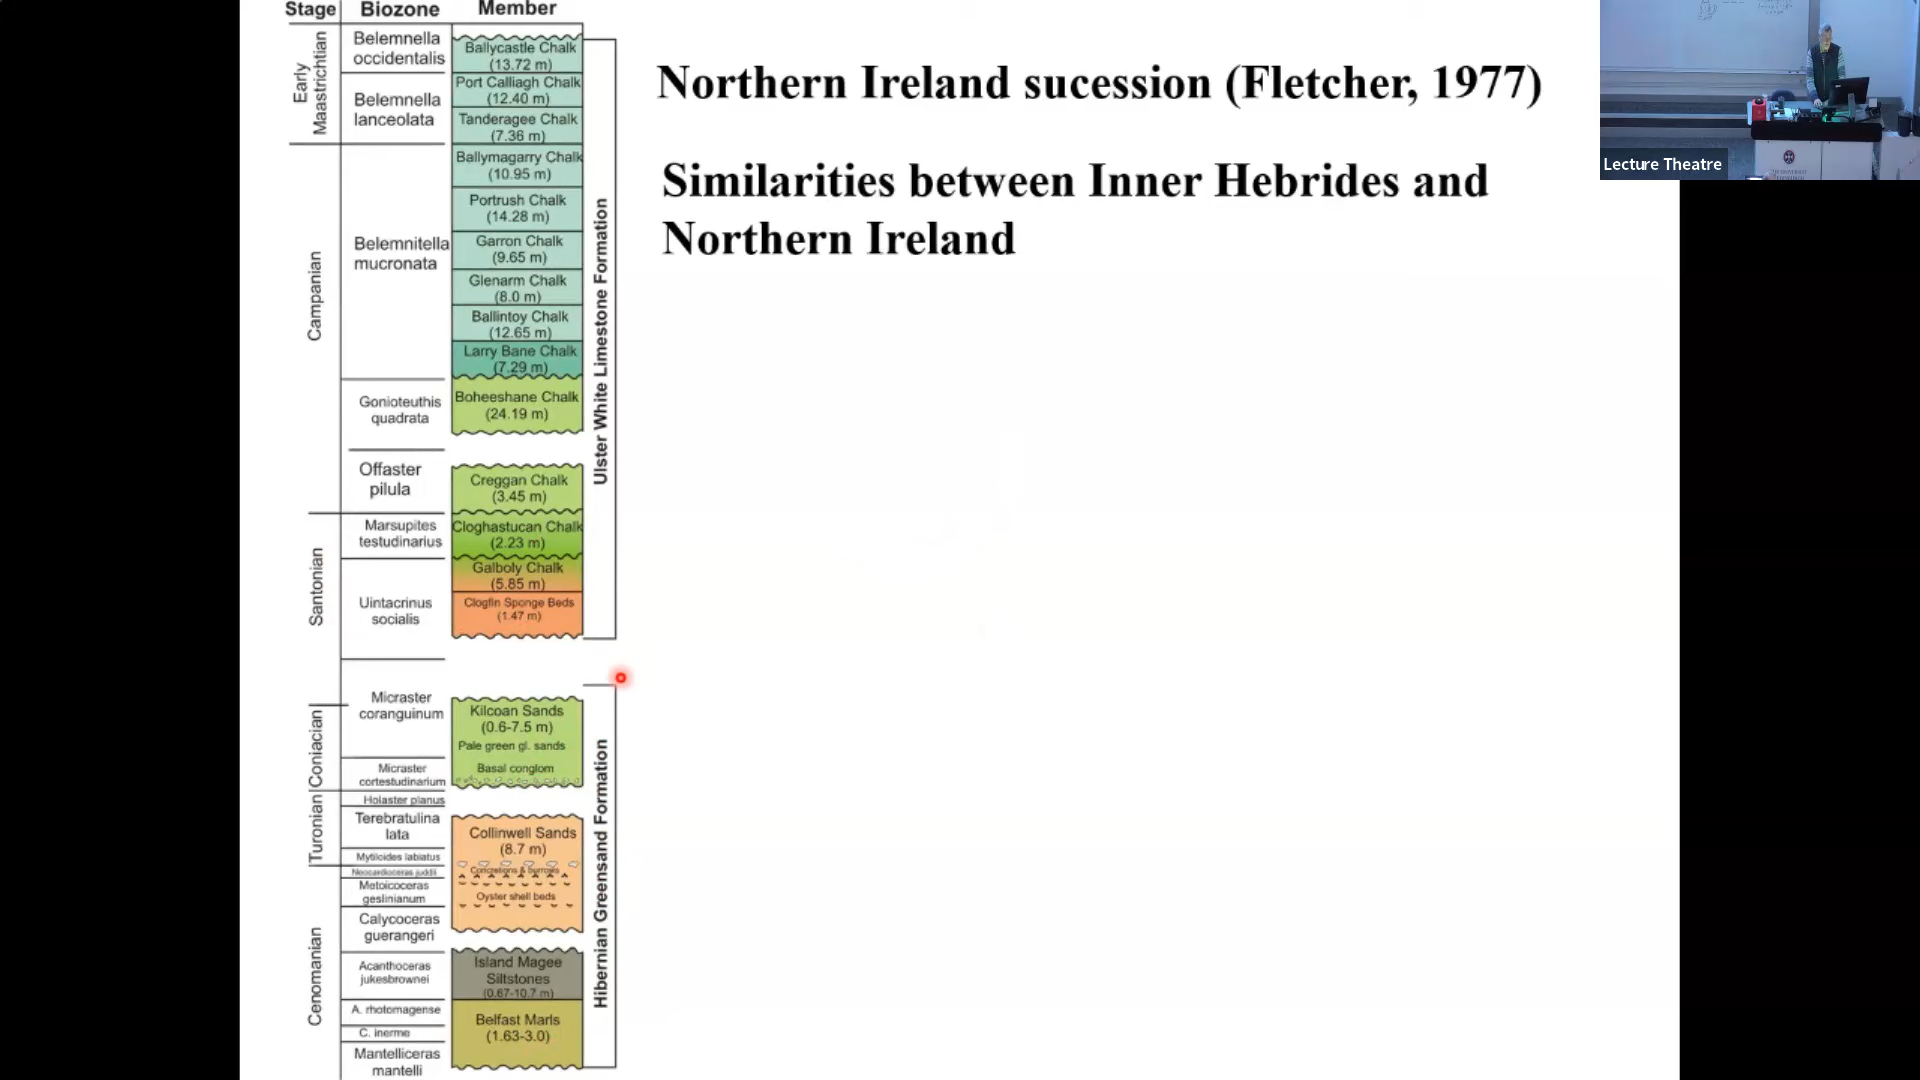 Stage Biozone Member
Early
Maastrichtian
Belemnella
occidentalis
Ballycastle Chalk
(13.72 m)
Belemnella
lanceolata
Port Calliagh Chalk
(12.40 m)
Tanderagee Chalk
(7.36 m)
Campanian
Belemnitella
mucronata
Ballymagarry Chalk
(10.95 m)
Portrush Chalk
(14.28 m)
Garron Chalk
(9.65 m)
Glenarm Chalk
(8.0 m)
Ballintoy Chalk
(12.65 m)
Larry Bane Chalk
(7.29 m)
Gonioteuthis
quadrata
Boheeshane Chalk
(24.19 m)
Offaster
pilula
Creggan Chalk
(3.45 m)
Santonian
Marsupites
testudinarius
Cloghastucan Chalk
(2.23 m)
Uintacrinus
socialis
Galboly Chalk
(5.85 m)
Clogfin Sponge Beds
(1.47 m)
Ulster White Limestone Formation
Micraster
coranguinum
Coniacian
Kilcoan Sands
(0.6-7.5 m)
Pale green gl. sands
Basal conglom
Micraster
cortestudinarium
Turonian
Holaster planus
Terebratulina
lata
Mytiloides labiatus
Collinwell Sands
(8.7 m)
Concretions & burrows
Oyster shell beds
Cenomanian
Neocardioceras juddii
Metoicoceras
geslinianum
Calycoceras
guerangeri
Acanthoceras
jukesbrownei
Island Magee
Siltstones
(0.67-10.7 m)
A. rhotomagense
C. inerme
Mantelliceras
mantelli
Belfast Marls
(1.63-3.0)
Hibernian Greensand Formation
Northern Ireland sucession (Fletcher, 1977)
Similarities between Inner Hebrides and
Northern Ireland
Lecture Theatre